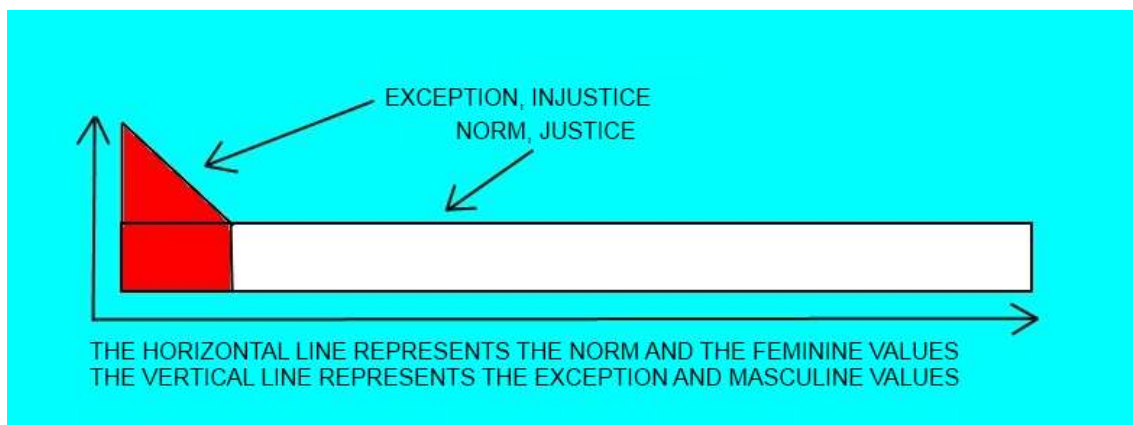 EXCEPTION, INJUSTICE
NORM, JUSTICE
THE HORIZONTAL LINE REPRESENTS THE NORM AND THE FEMININE VALUES
THE VERTICAL LINE REPRESENTS THE EXCEPTION AND MASCULINE VALUES